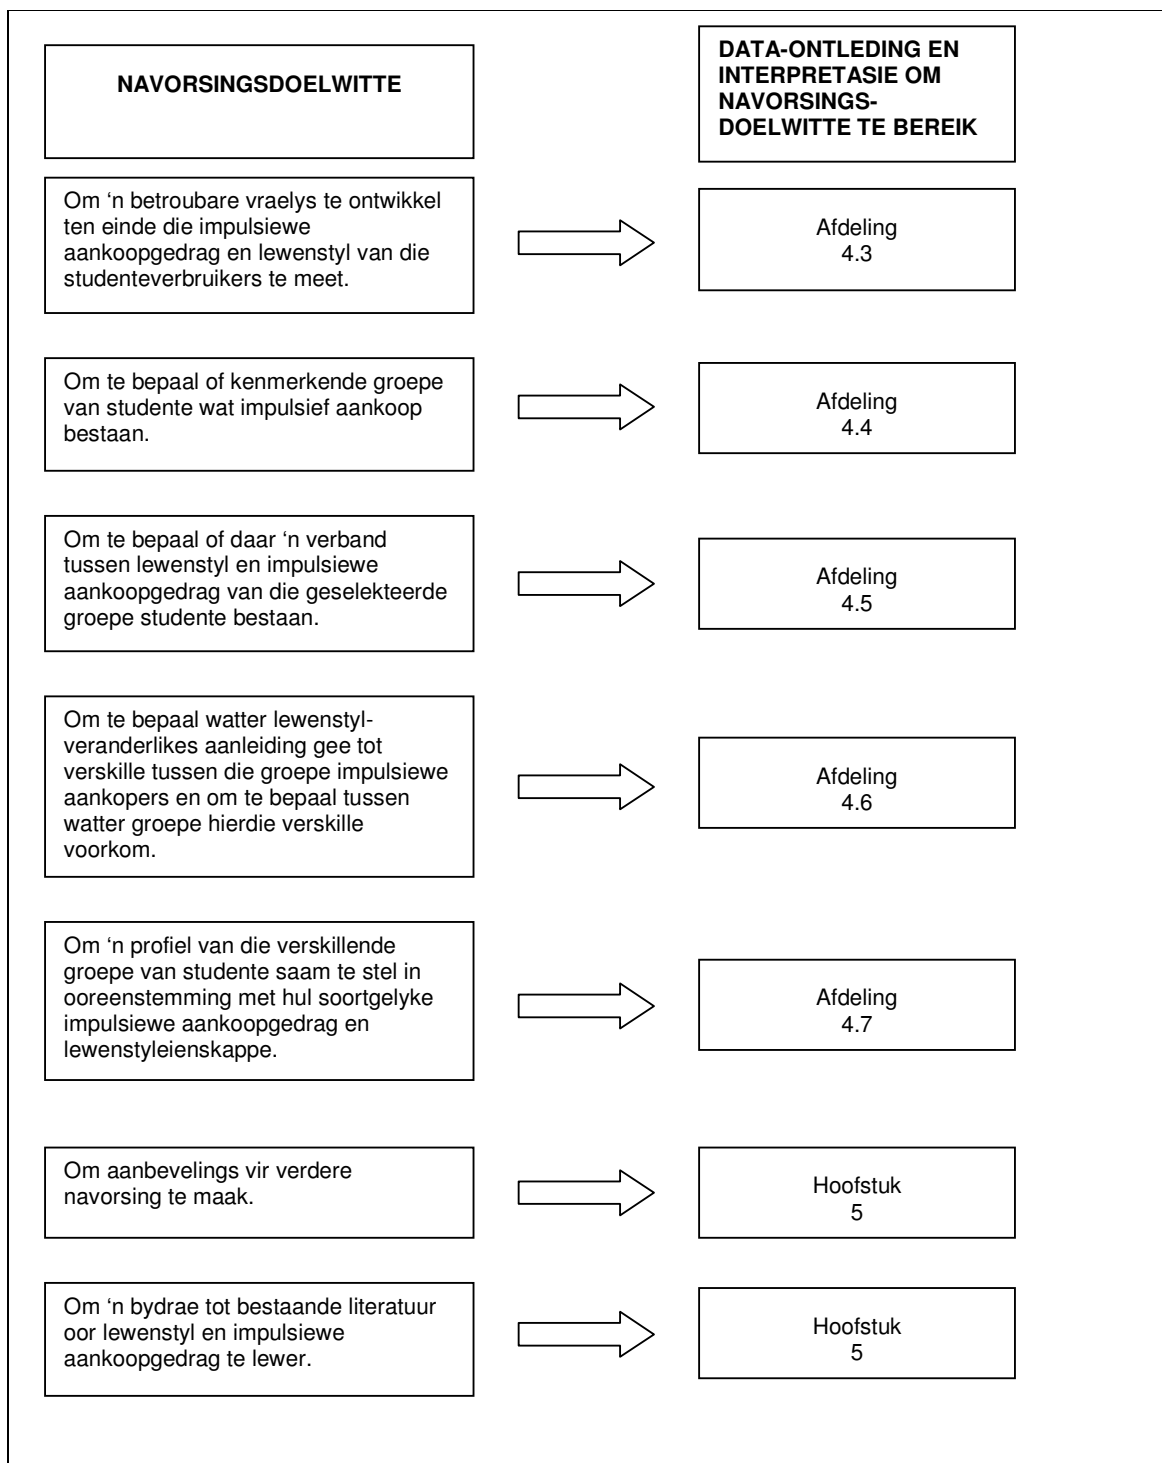 NAVORSINGSDOELWITTE
DATA-ONTLEDING EN
INTERPRETASIE OM
NAVORSINGS-
DOELWITTE TE BEREIK
Om ‘n betroubare vraelys te ontwikkel
ten einde die impulsiewe
aankoopgedrag en lewenstyl van die
studenteverbruikers te meet.
Afdeling
4.3
Om te bepaal of kenmerkende groepe
van studente wat impulsief aankoop
bestaan.
Afdeling
4.4
Om te bepaal of daar ‘n verband
tussen lewenstyl en impulsiewe
aankoopgedrag van die geselekteerde
groepe studente bestaan.
Afdeling
4.5
Om te bepaal watter lewenstyl-
veranderlikes aanleiding gee tot
verskille tussen die groepe impulsiewe
aankopers en om te bepaal tussen
watter groepe hierdie verskille
voorkom.
Afdeling
4.6
Om ‘n profiel van die verskillende
groepe van studente saam te stel in
ooreenstemming met hul soortgelyke
impulsiewe aankoopgedrag en
lewenstyleienskappe.
Afdeling
4.7
Om aanbevelings vir verdere
navorsing te maak.
Hoofstuk
5
Om ‘n bydrae tot bestaande literatuur
oor lewenstyl en impulsiewe
aankoopgedrag te lewer.
Hoofstuk
5